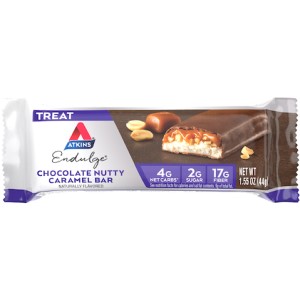 TREAT
ATKINS
Endulge®
CHOCOLATE NUTTY
CARAMEL BAR
NATURALLY FLAVORED
4G
NET CARBS
2G
SUGAR
17G
FIBER
NET WT
1.55 OZ (44g)